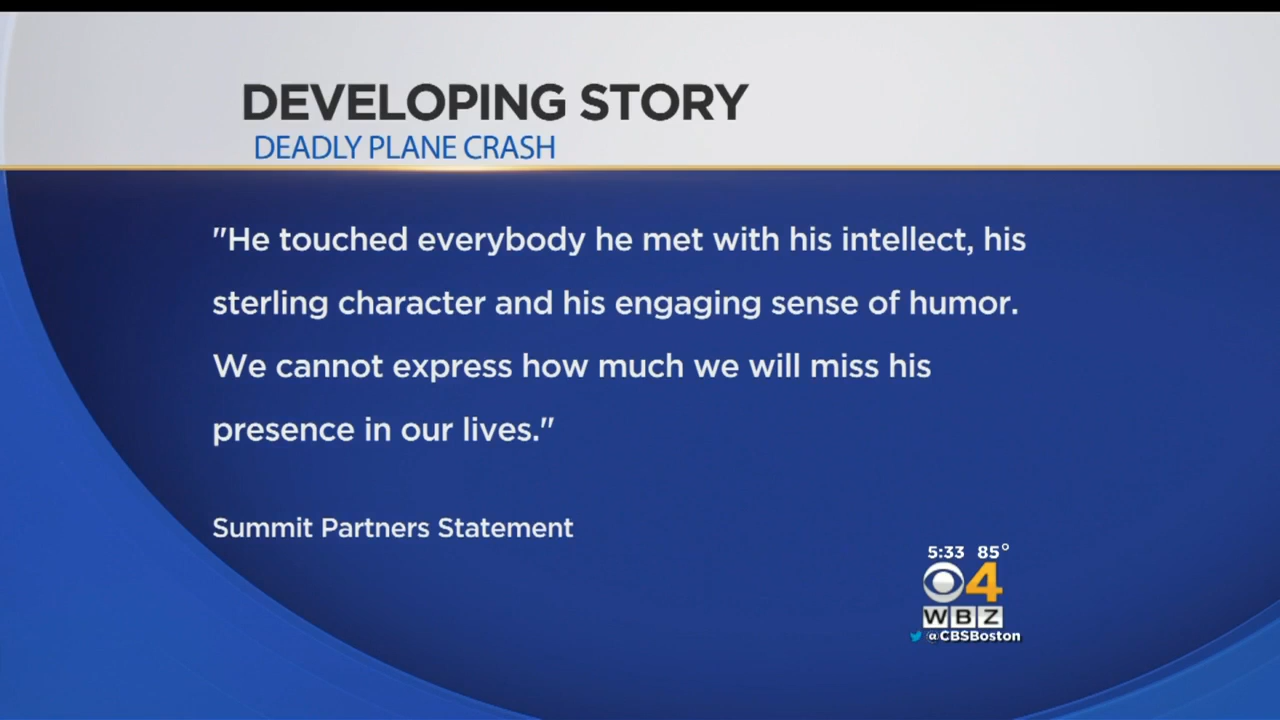 DEVELOPING STORY
DEADLY PLANE CRASH
"He touched everybody he met with his intellect, his
sterling character and his engaging sense of humor.
We cannot express how much we will miss his
presence in our lives."
Summit Partners Statement
5:33 85°
4
WBZ
@CBSBoston